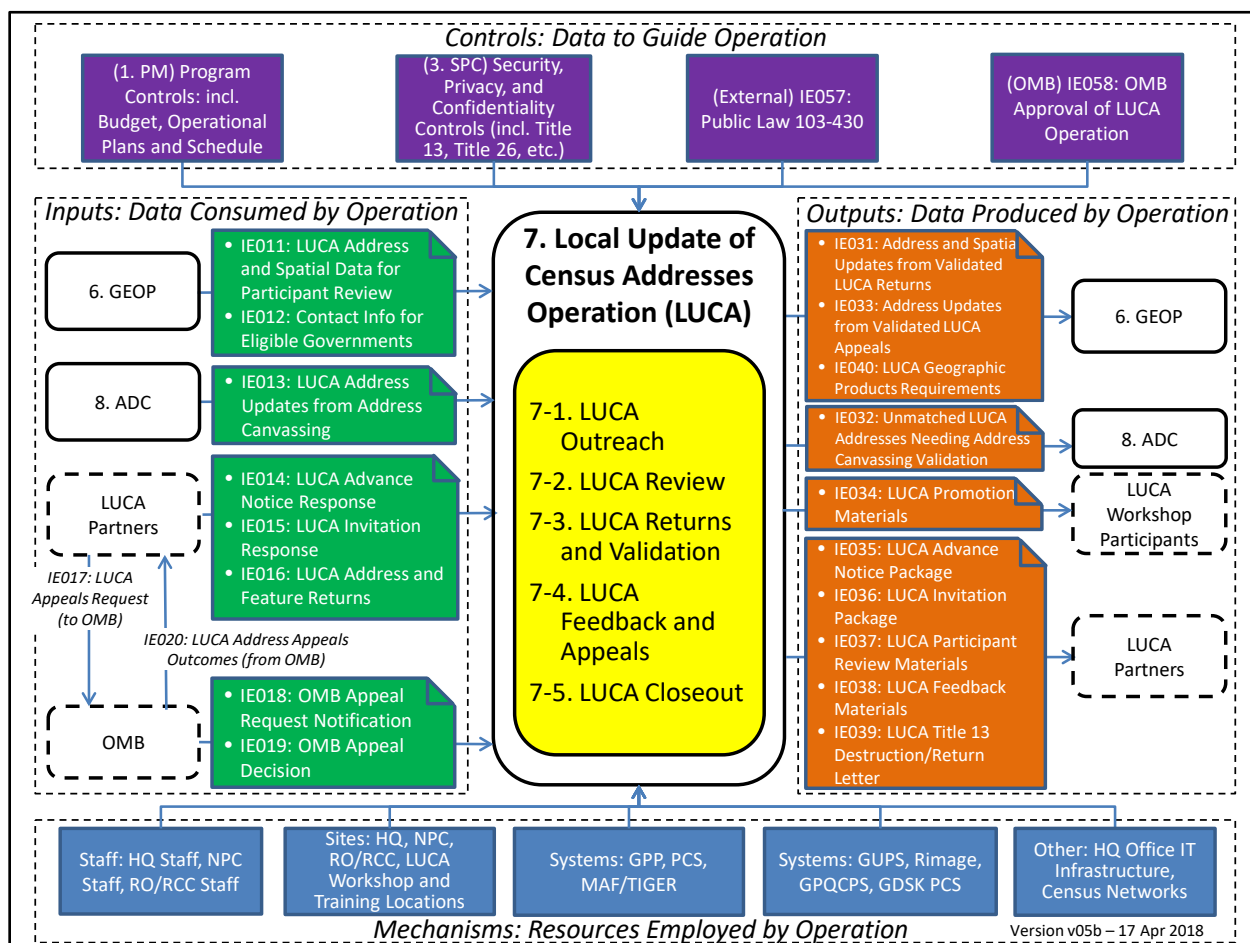 Controls: Data to Guide Operation
(1. PM) Program
Controls: incl.
Budget, Operational
Plans and Schedule
(3. SPC) Security,
Privacy, and
Confidentiality
Controls (incl. Title
13, Title 26, etc.)
(External) IE057:
Public Law 103-430
(OMB) IE058: OMB
Approval of LUCA
Operation
Inputs: Data Consumed by Operation
6. GEOP
• IE011: LUCA Address
and Spatial Data for
Participant Review
• IE012: Contact Info for
Eligible Governments
8. ADC
• IE013: LUCA Address
Updates from Address
Canvassing
LUCA
Partners
• IE014: LUCA Advance
Notice Response
• IE015: LUCA Invitation
Response
• IE016: LUCA Address and
Feature Returns
IE017: LUCA
Appeals Request
(to OMB)
IE020: LUCA Address Appeals
Outcomes (from OMB)
OMB
• IE018: OMB Appeal
Request Notification
• IE019: OMB Appeal
Decision
7. Local Update of
Census Addresses
Operation (LUCA)
7-1. LUCA
Outreach
7-2. LUCA Review
7-3. LUCA Returns
and Validation
7-4. LUCA
Feedback and
Appeals
7-5. LUCA Closeout
Outputs: Data Produced by Operation
• IE031: Address and Spatial
Updates from Validated
LUCA Returns
• IE033: Address Updates
from Validated LUCA
Appeals
• IE040: LUCA Geographic
Products Requirements
6. GEOP
• IE032: Unmatched LUCA
Addresses Needing Address
Canvassing Validation
8. ADC
• IE034: LUCA Promotion
Materials
LUCA
Workshop
Participants
• IE035: LUCA Advance
Notice Package
• IE036: LUCA Invitation
Package
• IE037: LUCA Participant
Review Materials
• IE038: LUCA Feedback
Materials
• IE039: LUCA Title 13
Destruction/Return
Letter
LUCA
Partners
Staff: HQ Staff, NPC
Staff, RO/RCC Staff
Sites: HQ, NPC,
RO/RCC, LUCA
Workshop and
Training Locations
Systems: GPP, PCS,
MAF/TIGER
Systems: GUPS, Rimage,
GPQCPS, GDSK PCS
Other: HQ Office IT
Infrastructure,
Census Networks
Mechanisms: Resources Employed by Operation
Version v05b – 17 Apr 2018